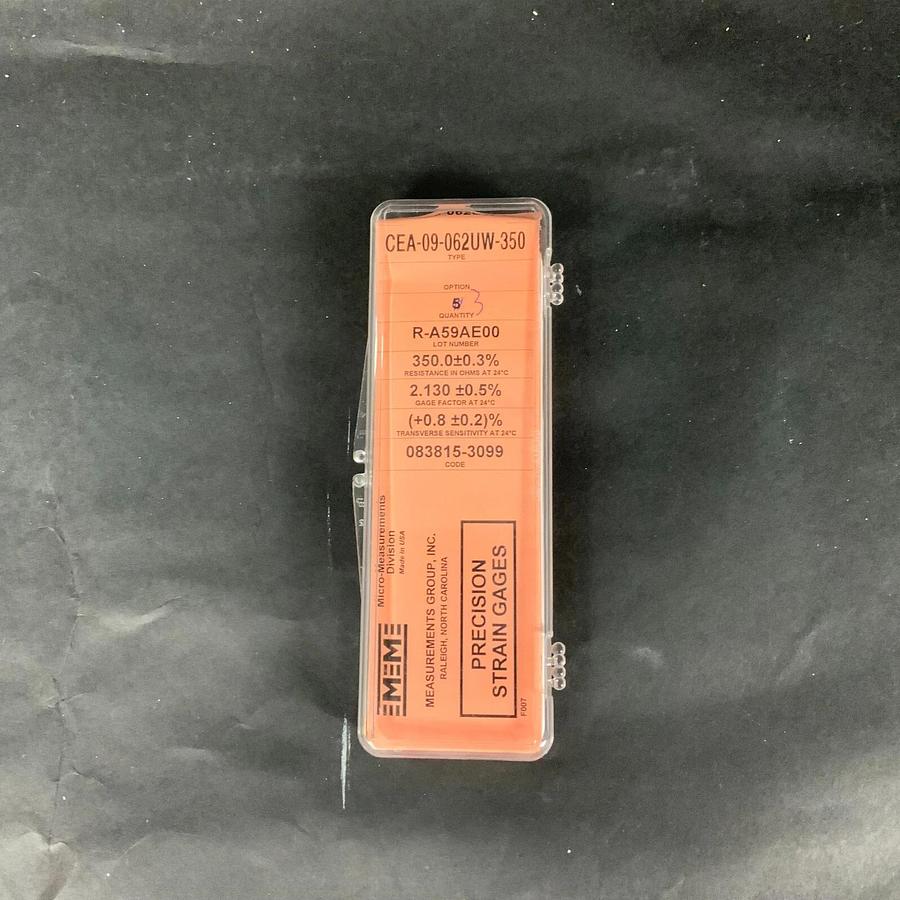 CEA-09-062UW-350
TYPE
OPTION
5 3
QUANTITY
R-A59AE00
LOT NUMBER
350.0±0.3%
RESISTANCE IN OHMS AT 24°C
2.130 ±0.5%
GAGE FACTOR AT 24°C
(+0.8 ±0.2)%
TRANSVERSE SENSITIVITY AT 24°C
083815-3099
CODE
Micro-Measurements
Division
Made In USA
MM
MEASUREMENTS GROUP, INC.
RALEIGH, NORTH CAROLINA
PRECISION
STRAIN GAGES
F007